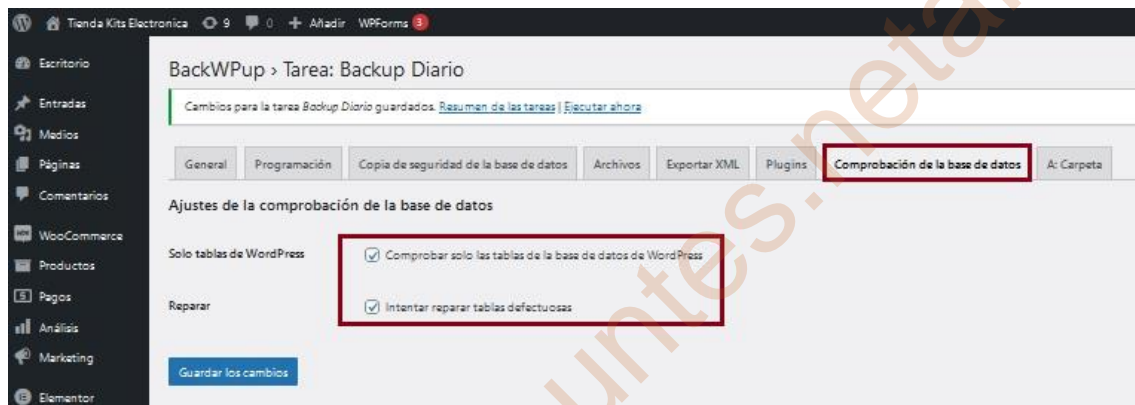 Tienda Kits Electronica 9 0 + Añadir WPForms 3
Escritorio
Entradas
Medios
Páginas
Comentarios
WooCommerce
Productos
Pagos
Análisis
Marketing
Elementor
BackWPup › Tarea: Backup Diario
Cambios para la tarea Backup Diario guardados. Resumen de las tareas | Ejecutar ahora
General Programación Copia de seguridad de la base de datos Archivos Exportar XML Plugins Comprobación de la base de datos A: Carpeta
Ajustes de la comprobación de la base de datos
Solo tablas de WordPress Comprobar solo las tablas de la base de datos de WordPress
Reparar Intentar reparar tablas defectuosas
Guardar los cambios
untes.neta